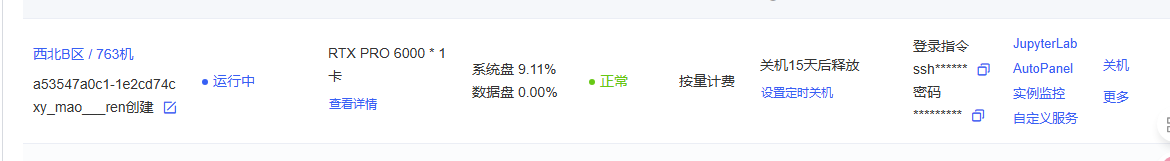 西北B区 / 763机
a53547a0c1-1e2cd74c
xy_mao___ren创建
运行中
RTX PRO 6000 * 1
卡
查看详情
系统盘 9.11%
数据盘 0.00%
正常
按量计费
关机15天后释放
设置定时关机
登录指令
ssh******
密码
*********
JupyterLab
AutoPanel
实例监控
自定义服务
关机
更多